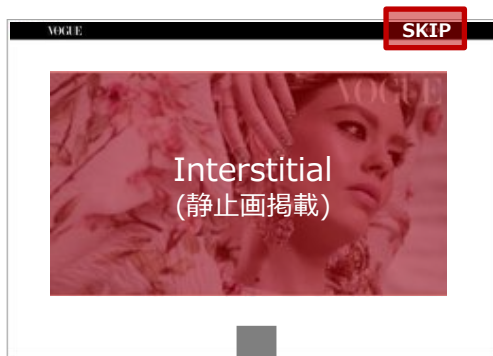 VOGUE
SKIP
VOGUE
Interstitial
(静止画掲載)